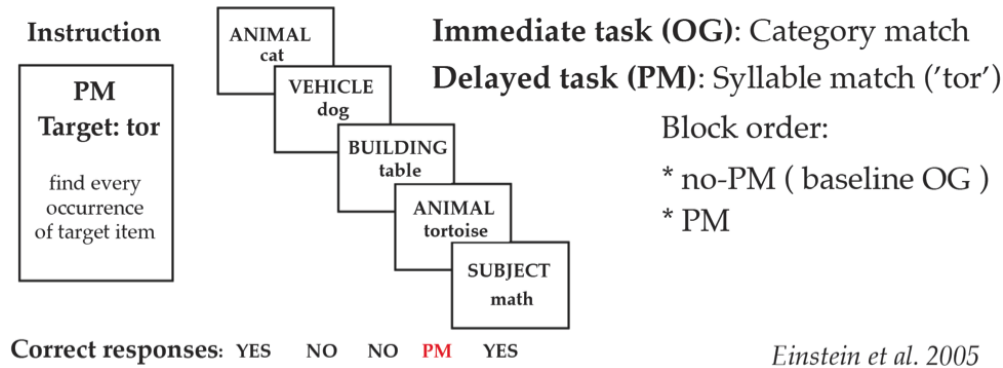 Instruction
PM
Target: tor
find every
occurrence
of target item
ANIMAL
cat
VEHICLE
dog
BUILDING
table
ANIMAL
tortoise
SUBJECT
math
Immediate task (OG): Category match
Delayed task (PM): Syllable match ('tor')
Block order:
* no-PM ( baseline OG )
* PM
Correct responses: YES NO NO PM YES
Einstein et al. 2005